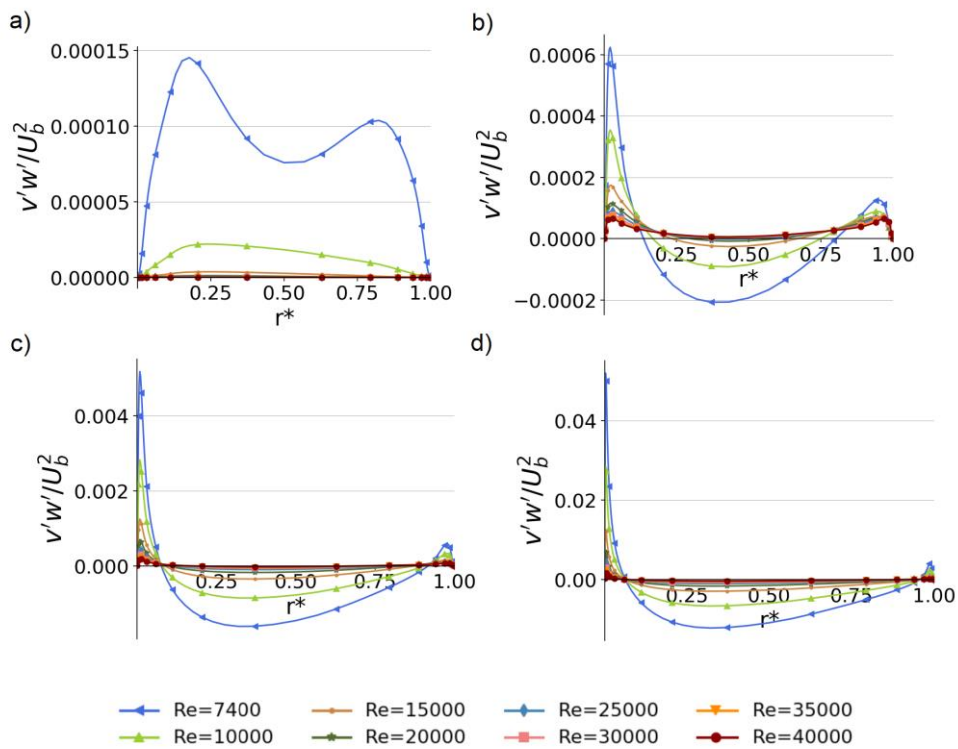 a)
0.00015
0.00010
0.00005
0.00000
v'w'/U_b^2
0.25 0.50 0.75 1.00
r*
b)
0.0006
0.0004
0.0002
0.0000
−0.0002
v'w'/U_b^2
0.25 0.50 0.75 1.00
r*
c)
0.004
0.002
0.000
v'w'/U_b^2
0.25 0.50 0.75 1.00
r*
d)
0.04
0.02
0.00
v'w'/U_b^2
0.25 0.50 0.75 1.00
r*
Re=7400 Re=15000 Re=25000 Re=35000
Re=10000 Re=20000 Re=30000 Re=40000